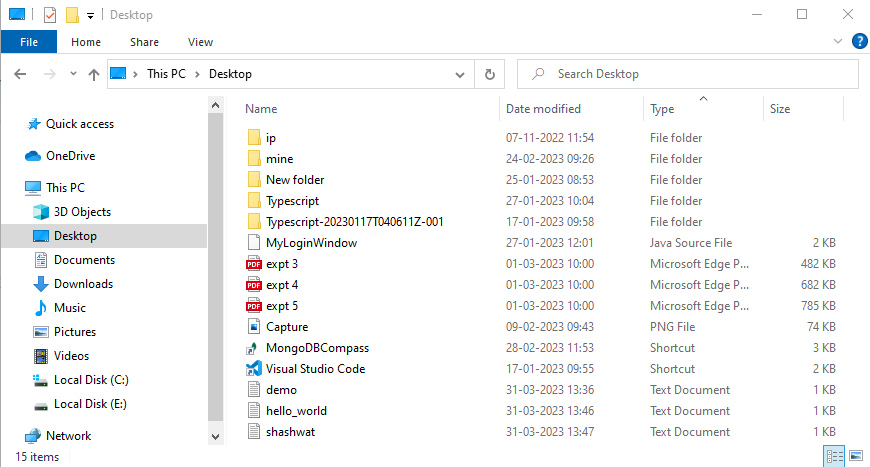 Desktop
File Home Share View
This PC Desktop Search Desktop
Name Date modified Type Size
Quick access
OneDrive
This PC
3D Objects
Desktop
Documents
Downloads
Music
Pictures
Videos
Local Disk (C:)
Local Disk (E:)
Network
ip 07-11-2022 11:54 File folder
mine 24-02-2023 09:26 File folder
New folder 25-01-2023 08:53 File folder
Typescript 27-01-2023 10:04 File folder
Typescript-20230117T040611Z-001 17-01-2023 09:58 File folder
MyLoginWindow 27-01-2023 12:01 Java Source File 2 KB
PDF expt 3 01-03-2023 10:00 Microsoft Edge P... 482 KB
PDF expt 4 01-03-2023 10:00 Microsoft Edge P... 682 KB
PDF expt 5 01-03-2023 10:00 Microsoft Edge P... 785 KB
Capture 09-02-2023 09:43 PNG File 74 KB
MongoDBCompass 28-02-2023 11:53 Shortcut 3 KB
Visual Studio Code 17-01-2023 09:55 Shortcut 2 KB
demo 31-03-2023 13:36 Text Document 1 KB
hello_world 31-03-2023 13:46 Text Document 1 KB
shashwat 31-03-2023 13:47 Text Document 1 KB
15 items